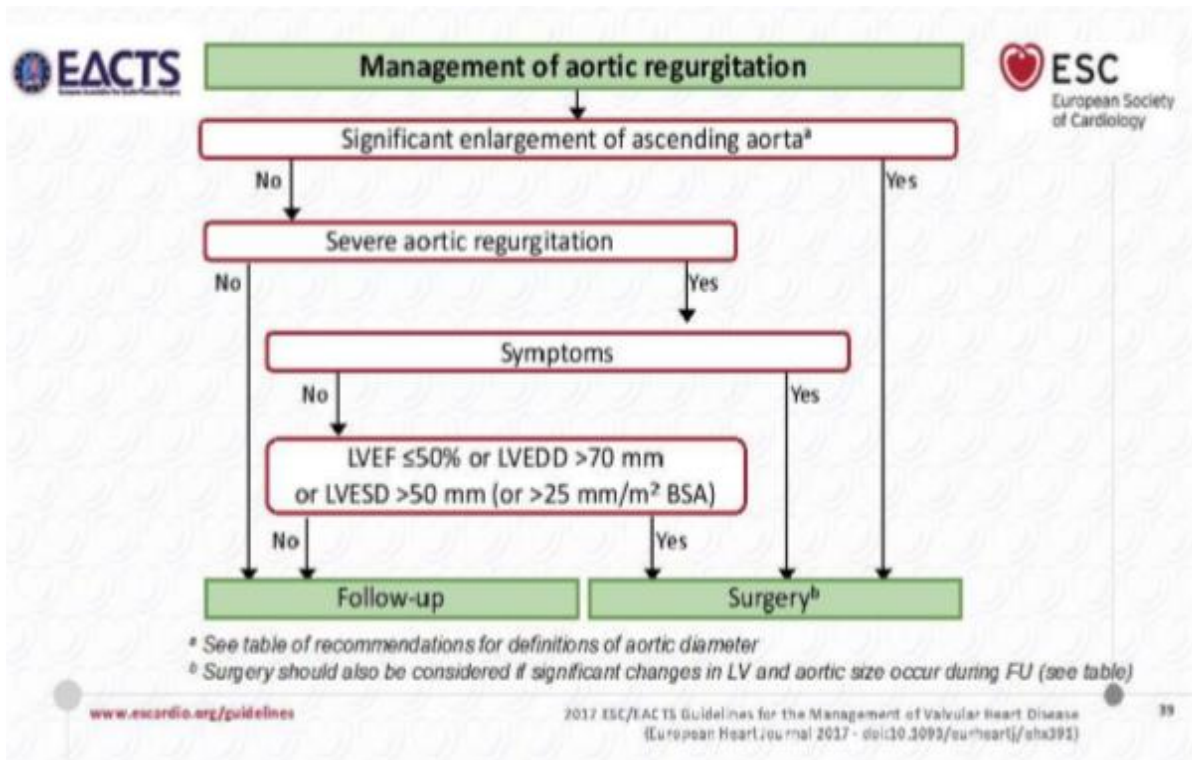 EACTS
Management of aortic regurgitation
ESC
European Society
of Cardiology
Significant enlargement of ascending aortaᵃ
No
Yes
Severe aortic regurgitation
No
Yes
Symptoms
No
Yes
LVEF ≤50% or LVEDD >70 mm
or LVESD >50 mm (or >25 mm/m² BSA)
No
Yes
Follow-up
Surgeryᵇ
ᵃ See table of recommendations for definitions of aortic diameter
ᵇ Surgery should also be considered if significant changes in LV and aortic size occur during FU (see table)
www.escardio.org/guidelines
2017 ESC/EACTS Guidelines for the Management of Valvular Heart Disease
(European Heart Journal 2017 - doi:10.1093/eurheartj/ehx391)
39